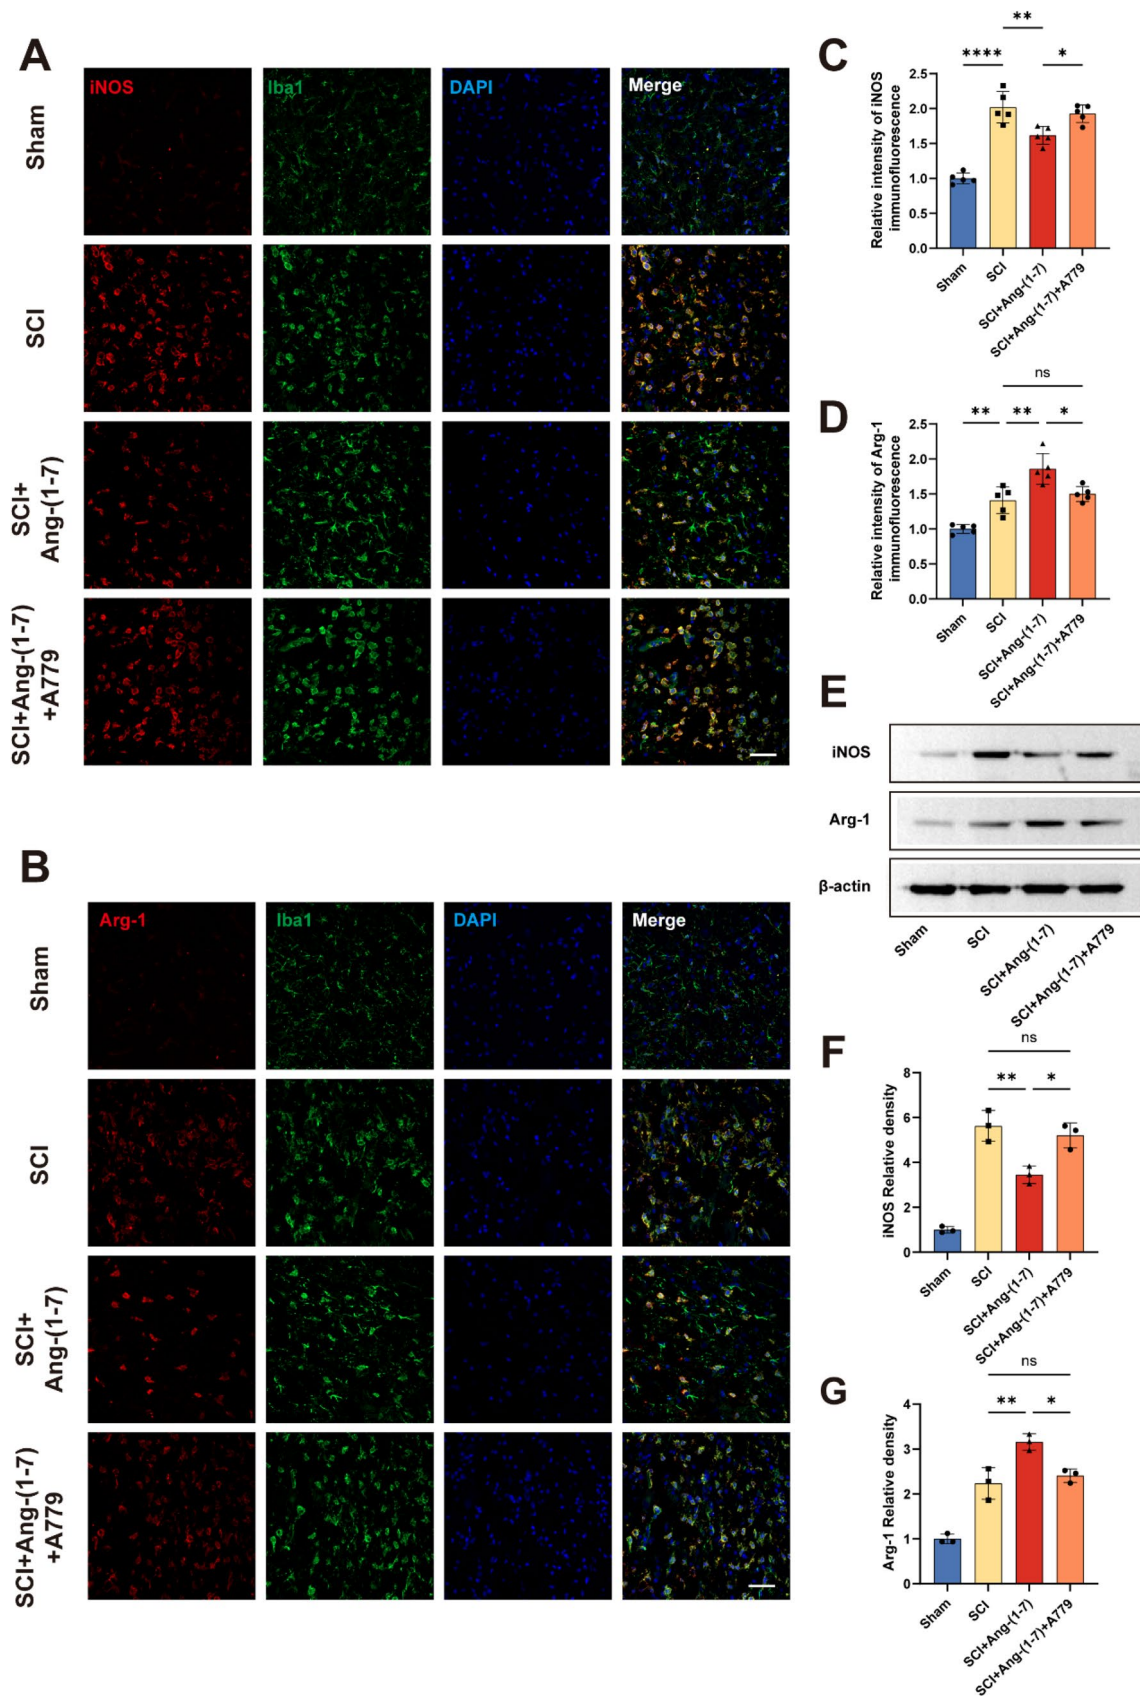 A
iNOS
Iba1
DAPI
Merge
Sham
SCI
SCI+
Ang-(1-7)
SCI+Ang-(1-7)
+A779
B
Arg-1
Iba1
DAPI
Merge
Sham
SCI
SCI+
Ang-(1-7)
SCI+Ang-(1-7)
+A779
C
**
****
*
Relative intensity of iNOS
immunofluorescence
2.5
2.0
1.5
1.0
0.5
0.0
Sham
SCI
SCI+Ang-(1-7)
SCI+Ang-(1-7)+A779
D
ns
**
**
*
Relative intensity of Arg-1
immunofluorescence
2.5
2.0
1.5
1.0
0.5
0.0
Sham
SCI
SCI+Ang-(1-7)
SCI+Ang-(1-7)+A779
E
iNOS
Arg-1
β-actin
Sham
SCI
SCI+Ang-(1-7)
SCI+Ang-(1-7)+A779
F
ns
**
*
iNOS Relative density
8
6
4
2
0
Sham
SCI
SCI+Ang-(1-7)
SCI+Ang-(1-7)+A779
G
ns
**
*
Arg-1 Relative density
4
3
2
1
0
Sham
SCI
SCI+Ang-(1-7)
SCI+Ang-(1-7)+A779